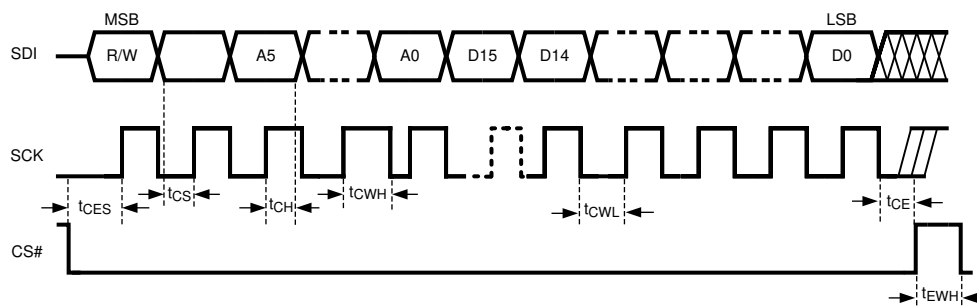 MSB LSB
SDI R/W A5 A0 D15 D14 D0
SCK
tCES tCS tCH tCWH tCWL tCE
CS#
tEWH